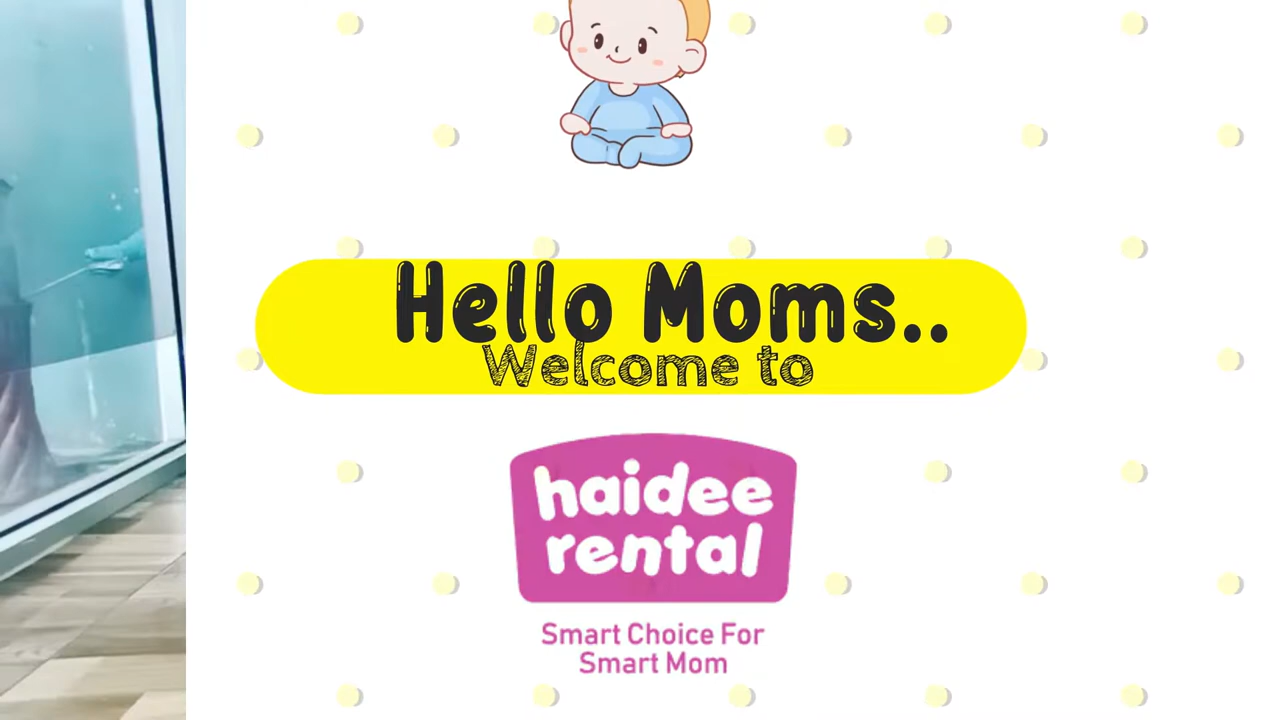 Hello Moms..
Welcome to
haidee
rental
Smart Choice For
Smart Mom